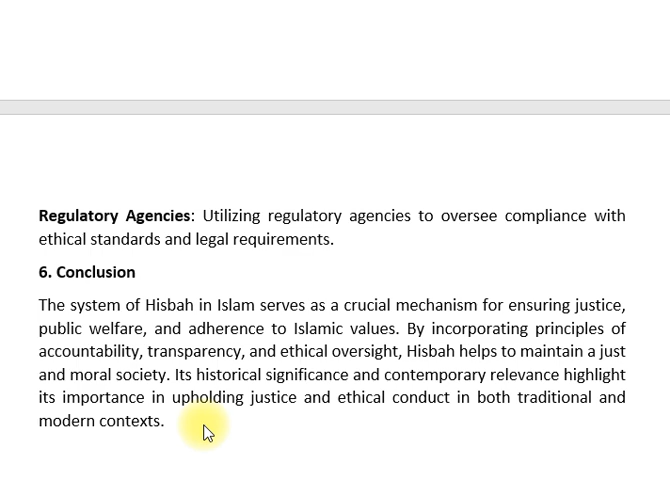 Regulatory Agencies: Utilizing regulatory agencies to oversee compliance with
ethical standards and legal requirements.
6. Conclusion
The system of Hisbah in Islam serves as a crucial mechanism for ensuring justice,
public welfare, and adherence to Islamic values. By incorporating principles of
accountability, transparency, and ethical oversight, Hisbah helps to maintain a just
and moral society. Its historical significance and contemporary relevance highlight
its importance in upholding justice and ethical conduct in both traditional and
modern contexts.